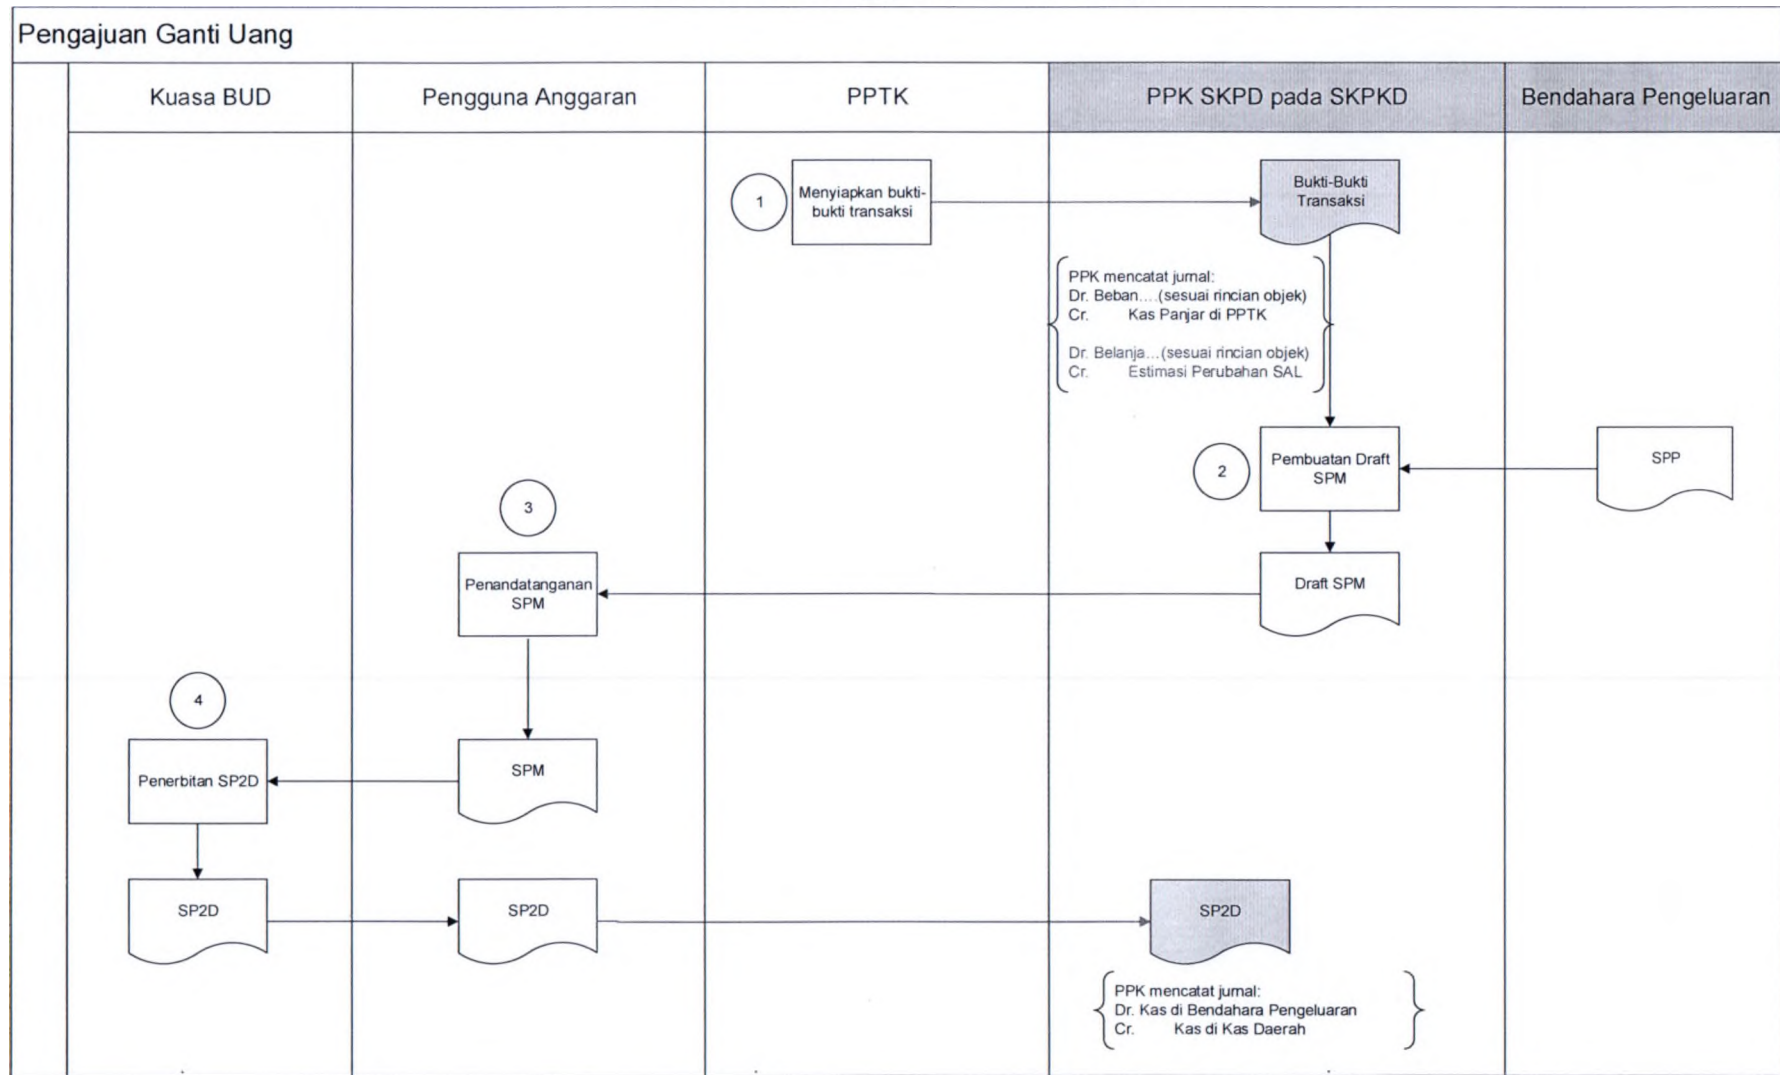 Pengajuan Ganti Uang
Kuasa BUD
Pengguna Anggaran
PPTK
PPK SKPD pada SKPKD
Bendahara Pengeluaran
1
Menyiapkan bukti-
bukti transaksi
Bukti-Bukti
Transaksi
PPK mencatat jurnal:
Dr. Beban....(sesuai rincian objek)
Cr. Kas Panjar di PPTK
Dr. Belanja...(sesuai rincian objek)
Cr. Estimasi Perubahan SAL
2
Pembuatan Draft
SPM
SPP
3
Penandatanganan
SPM
Draft SPM
4
Penerbitan SP2D
SPM
SP2D
SP2D
SP2D
PPK mencatat jurnal:
Dr. Kas di Bendahara Pengeluaran
Cr. Kas di Kas Daerah